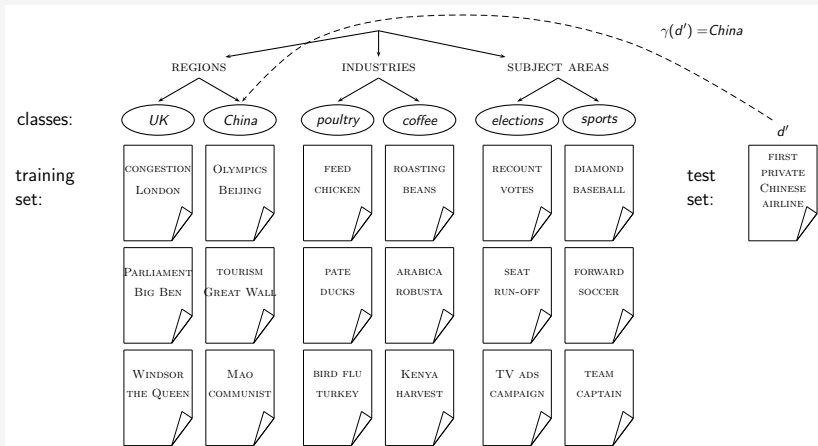 γ(d′) =China
REGIONS INDUSTRIES SUBJECT AREAS
classes: UK China poultry coffee elections sports
d′
training
set:
CONGESTION
LONDON
OLYMPICS
BEIJING
FEED
CHICKEN
ROASTING
BEANS
RECOUNT
VOTES
DIAMOND
BASEBALL
test
set:
FIRST
PRIVATE
CHINESE
AIRLINE
PARLIAMENT
BIG BEN
TOURISM
GREAT WALL
PATE
DUCKS
ARABICA
ROBUSTA
SEAT
RUN-OFF
FORWARD
SOCCER
WINDSOR
THE QUEEN
MAO
COMMUNIST
BIRD FLU
TURKEY
KENYA
HARVEST
TV ADS
CAMPAIGN
TEAM
CAPTAIN